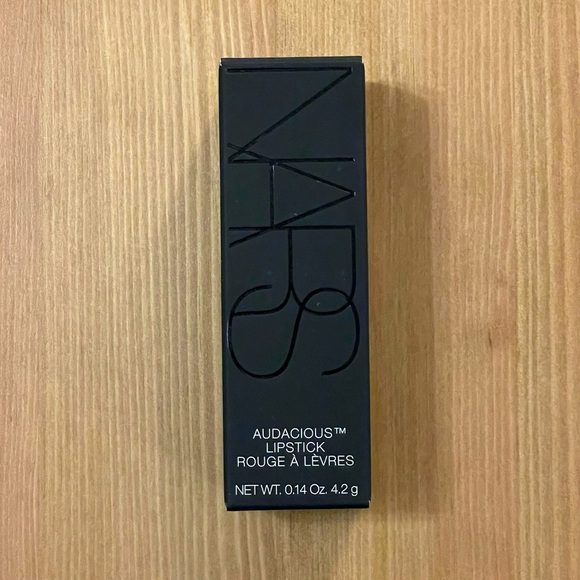 NARS
AUDACIOUS™
LIPSTICK
ROUGE À LÈVRES
NET WT. 0.14 Oz. 4.2 g